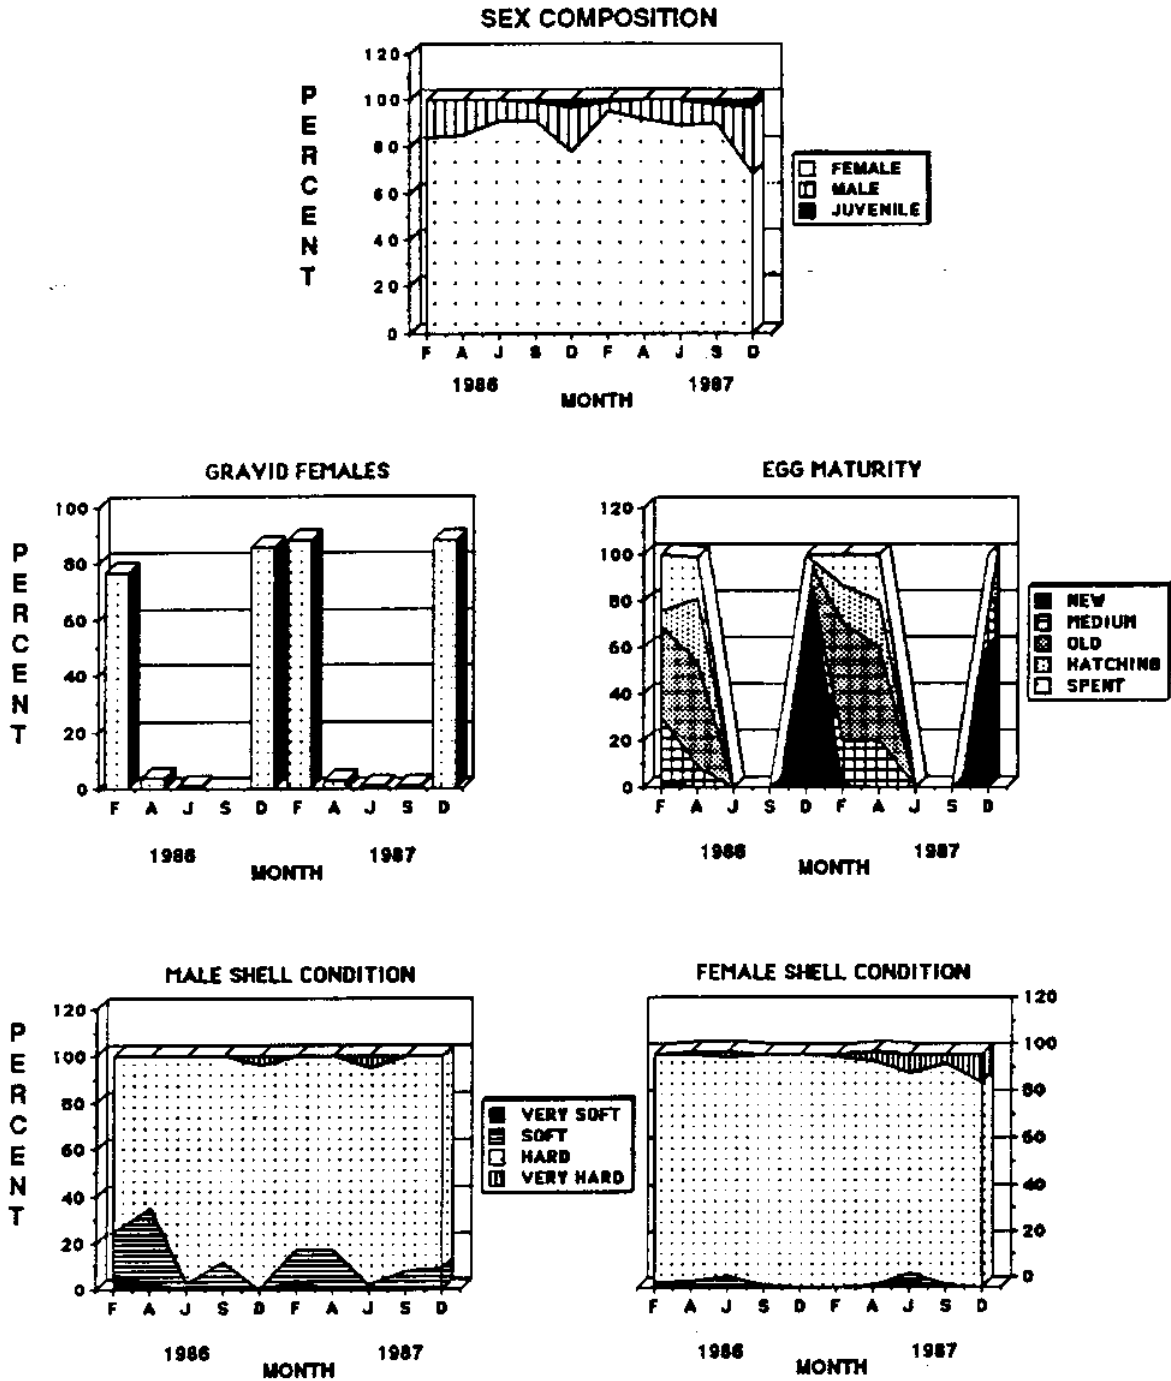 SEX COMPOSITION
120
100
80
60
40
20
0
PERCENT
F A J S D F A J S D
1986 1987
MONTH
FEMALE
MALE
JUVENILE
GRAVID FEMALES
100
80
60
40
20
0
PERCENT
F A J S D F A J S D
1986 1987
MONTH
EGG MATURITY
120
100
80
60
40
20
0
F A J S D F A J S D
1986 1987
MONTH
NEW
MEDIUM
OLD
HATCHING
SPENT
MALE SHELL CONDITION
120
100
80
60
40
20
0
PERCENT
F A J S D F A J S D
1986 1987
MONTH
VERY SOFT
SOFT
HARD
VERY HARD
FEMALE SHELL CONDITION
120
100
80
60
40
20
0
F A J S D F A J S D
1986 1987
MONTH